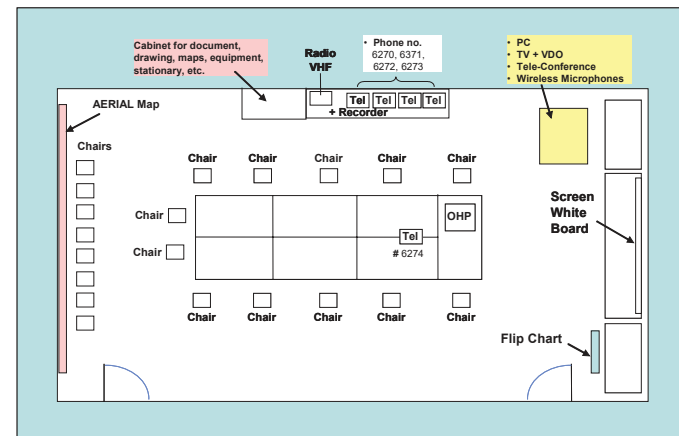 Cabinet for document,
drawing, maps, equipment,
stationary, etc.
Radio
VHF
• Phone no.
6270, 6371,
6272, 6273
• PC
• TV + VDO
• Tele-Conference
• Wireless Microphones
AERIAL Map
Tel Tel Tel Tel
+ Recorder
Chairs
Chair Chair Chair Chair Chair
Screen
White
Board
Chair
OHP
Tel
# 6274
Chair
Chair Chair Chair Chair Chair
Flip Chart